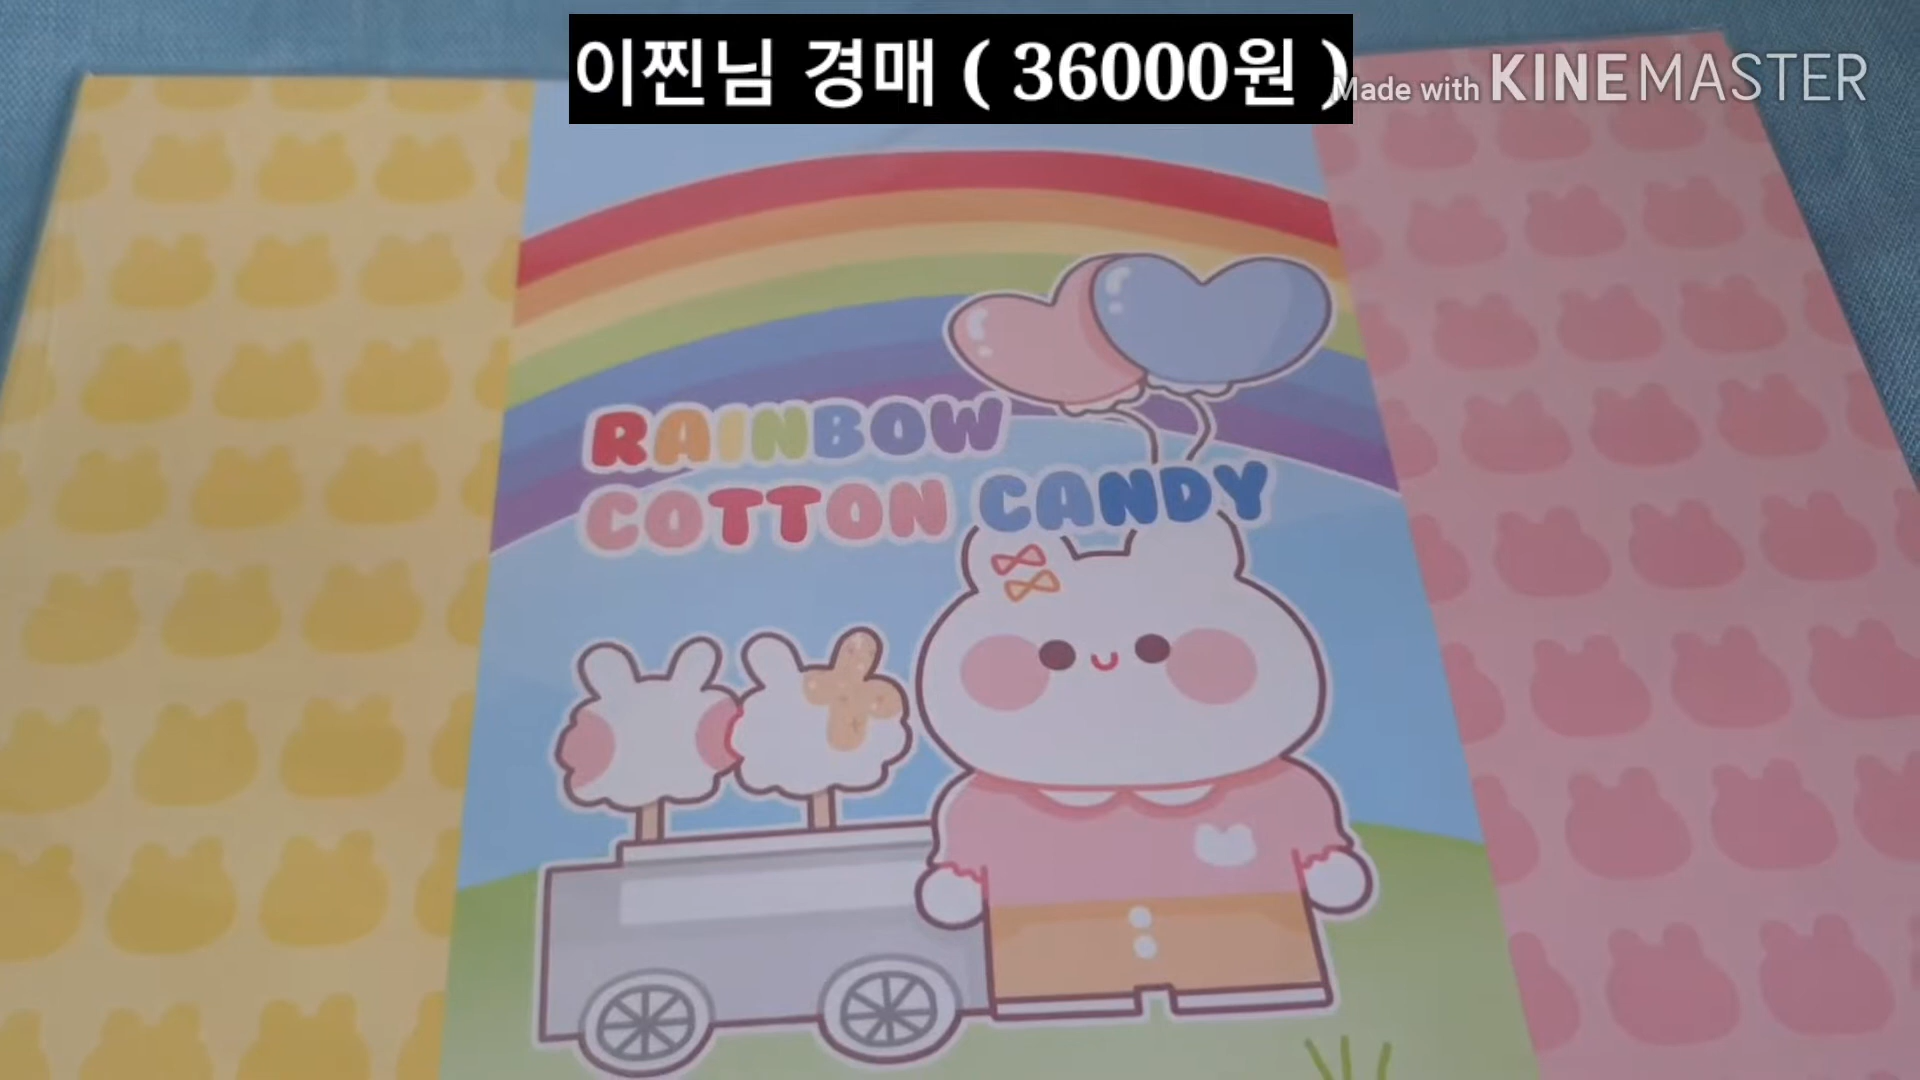 이찐님 경매 ( 36000원 )
Made with KINEMASTER
RAINBOW
COTTON CANDY